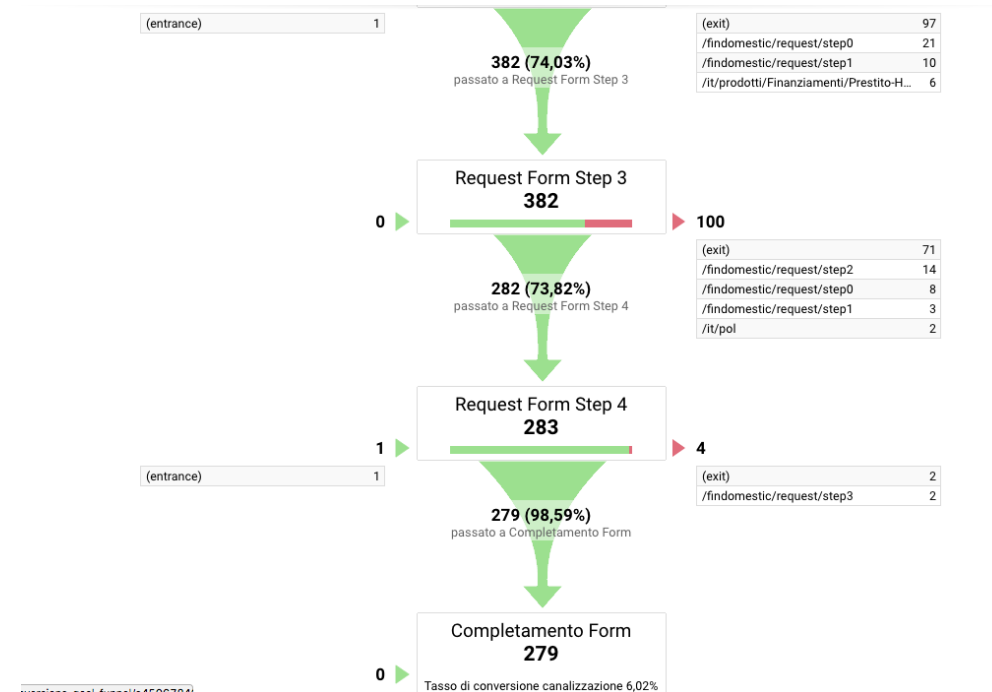 (entrance) 1
(exit) 97
/findomestic/request/step0 21
/findomestic/request/step1 10
/it/prodotti/Finanziamenti/Prestito-H... 6
382 (74,03%)
passato a Request Form Step 3
Request Form Step 3
382
0
100
(exit) 71
/findomestic/request/step2 14
/findomestic/request/step0 8
/findomestic/request/step1 3
/it/pol 2
282 (73,82%)
passato a Request Form Step 4
Request Form Step 4
283
1
4
(entrance) 1
(exit) 2
/findomestic/request/step3 2
279 (98,59%)
passato a Completamento Form
Completamento Form
279
0
Tasso di conversione canalizzazione 6,02%